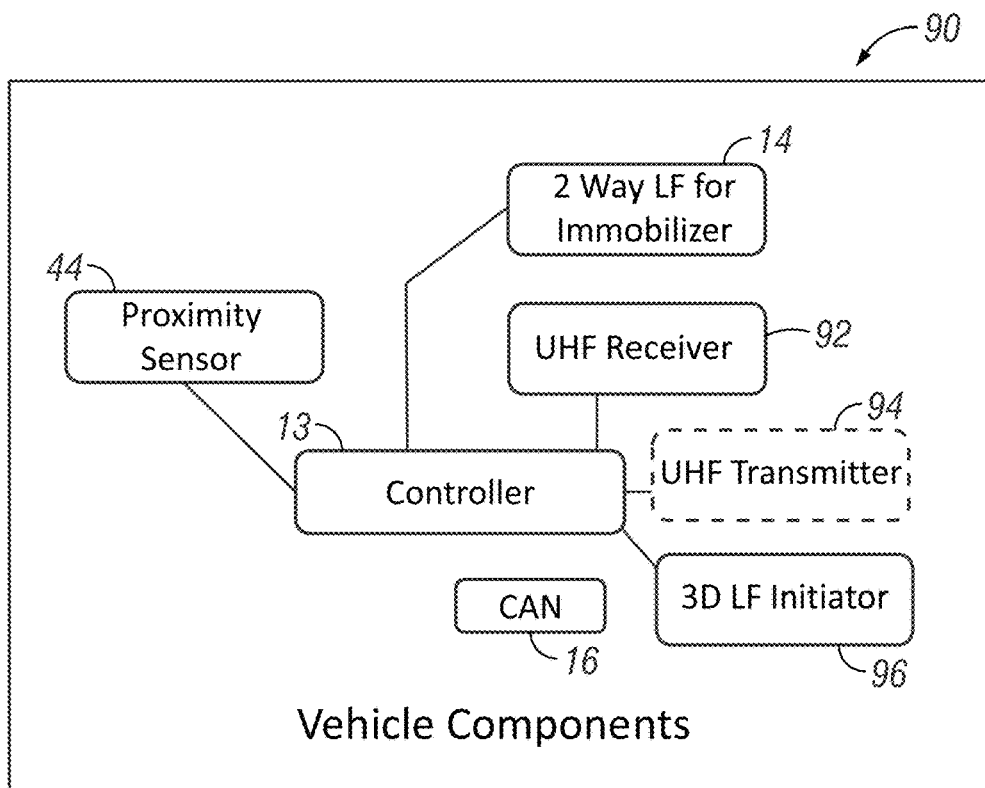 90
14
2 Way LF for
Immobilizer
44
Proximity
Sensor
UHF Receiver
92
13
94
Controller
UHF Transmitter
CAN
3D LF Initiator
16
96
Vehicle Components